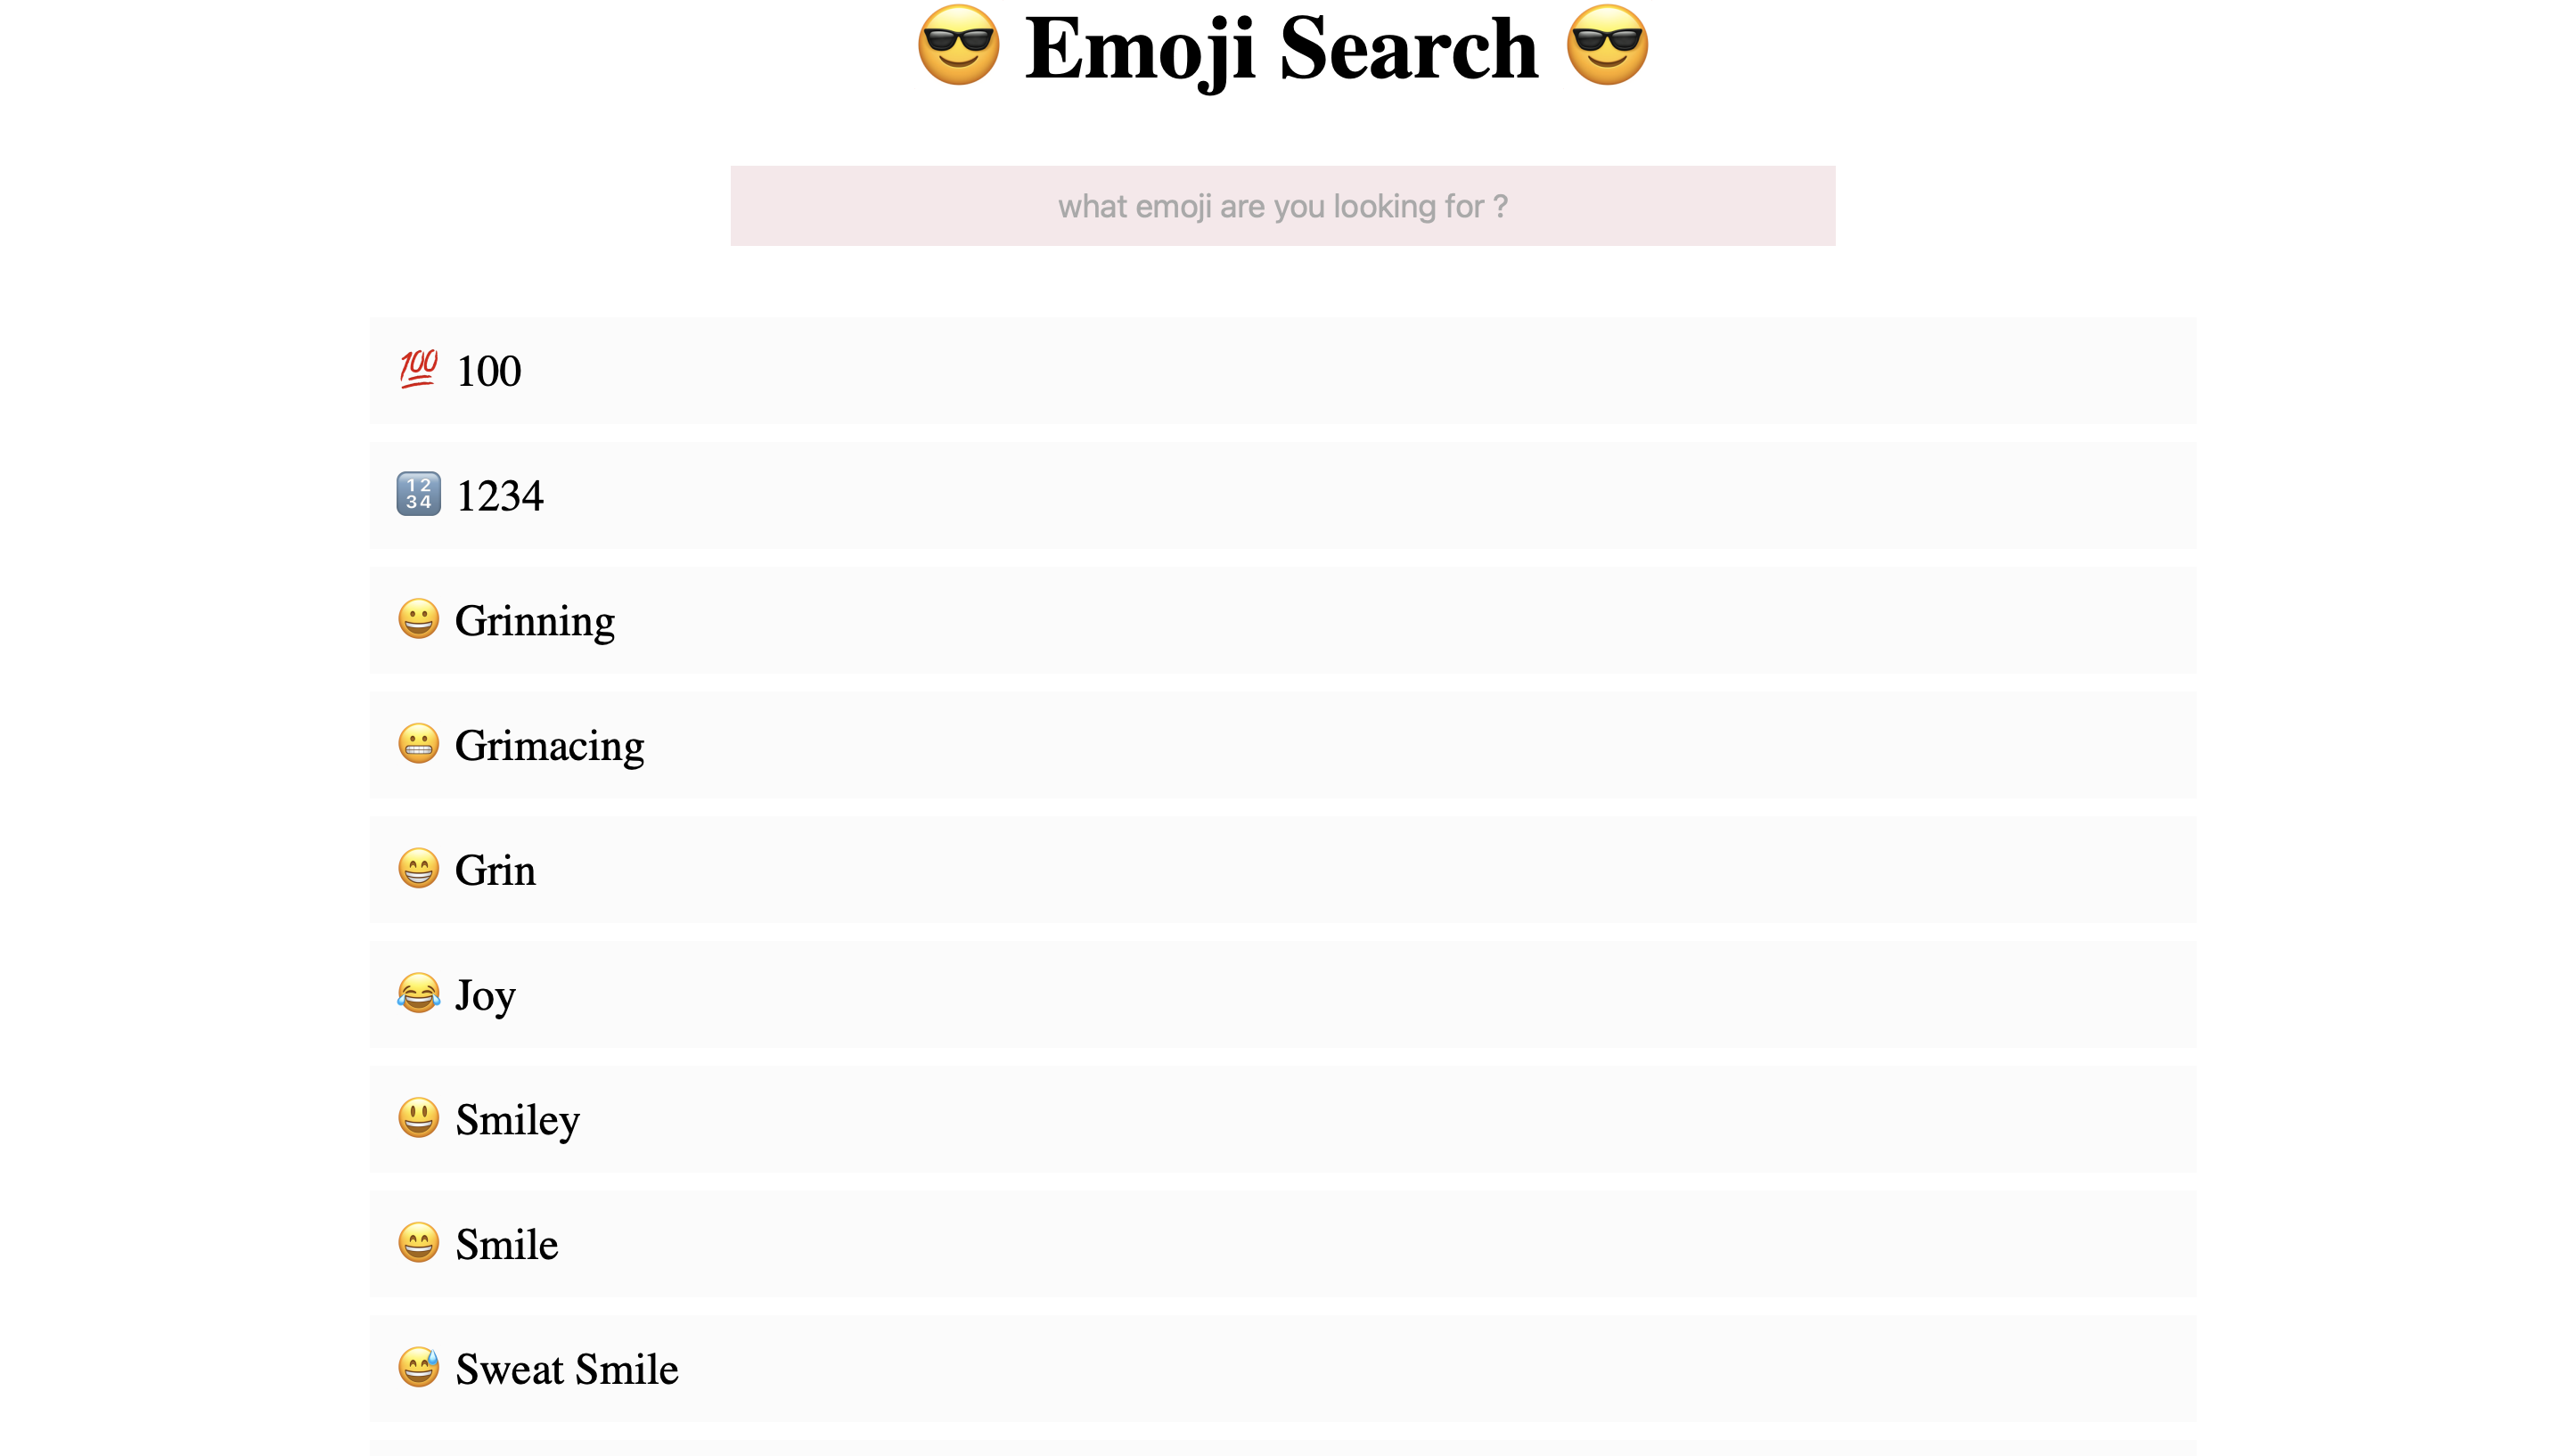 😎 Emoji Search 😎
what emoji are you looking for ?
💯 100
🔢 1234
😀 Grinning
😬 Grimacing
😁 Grin
😂 Joy
😃 Smiley
😄 Smile
😅 Sweat Smile